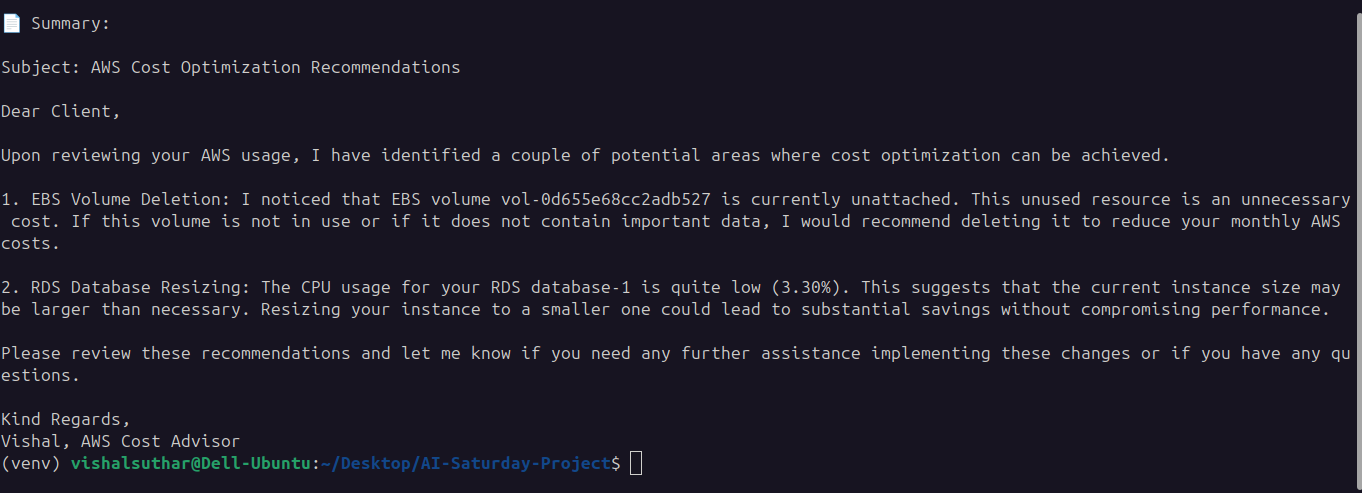 📄 Summary:
Subject: AWS Cost Optimization Recommendations
Dear Client,
Upon reviewing your AWS usage, I have identified a couple of potential areas where cost optimization can be achieved.
1. EBS Volume Deletion: I noticed that EBS volume vol-0d655e68cc2adb527 is currently unattached. This unused resource is an unnecessary
cost. If this volume is not in use or if it does not contain important data, I would recommend deleting it to reduce your monthly AWS
costs.
2. RDS Database Resizing: The CPU usage for your RDS database-1 is quite low (3.30%). This suggests that the current instance size may
be larger than necessary. Resizing your instance to a smaller one could lead to substantial savings without compromising performance.
Please review these recommendations and let me know if you need any further assistance implementing these changes or if you have any qu
estions.
Kind Regards,
Vishal, AWS Cost Advisor
(venv) vishalsuthar@Dell-Ubuntu:~/Desktop/AI-Saturday-Project$